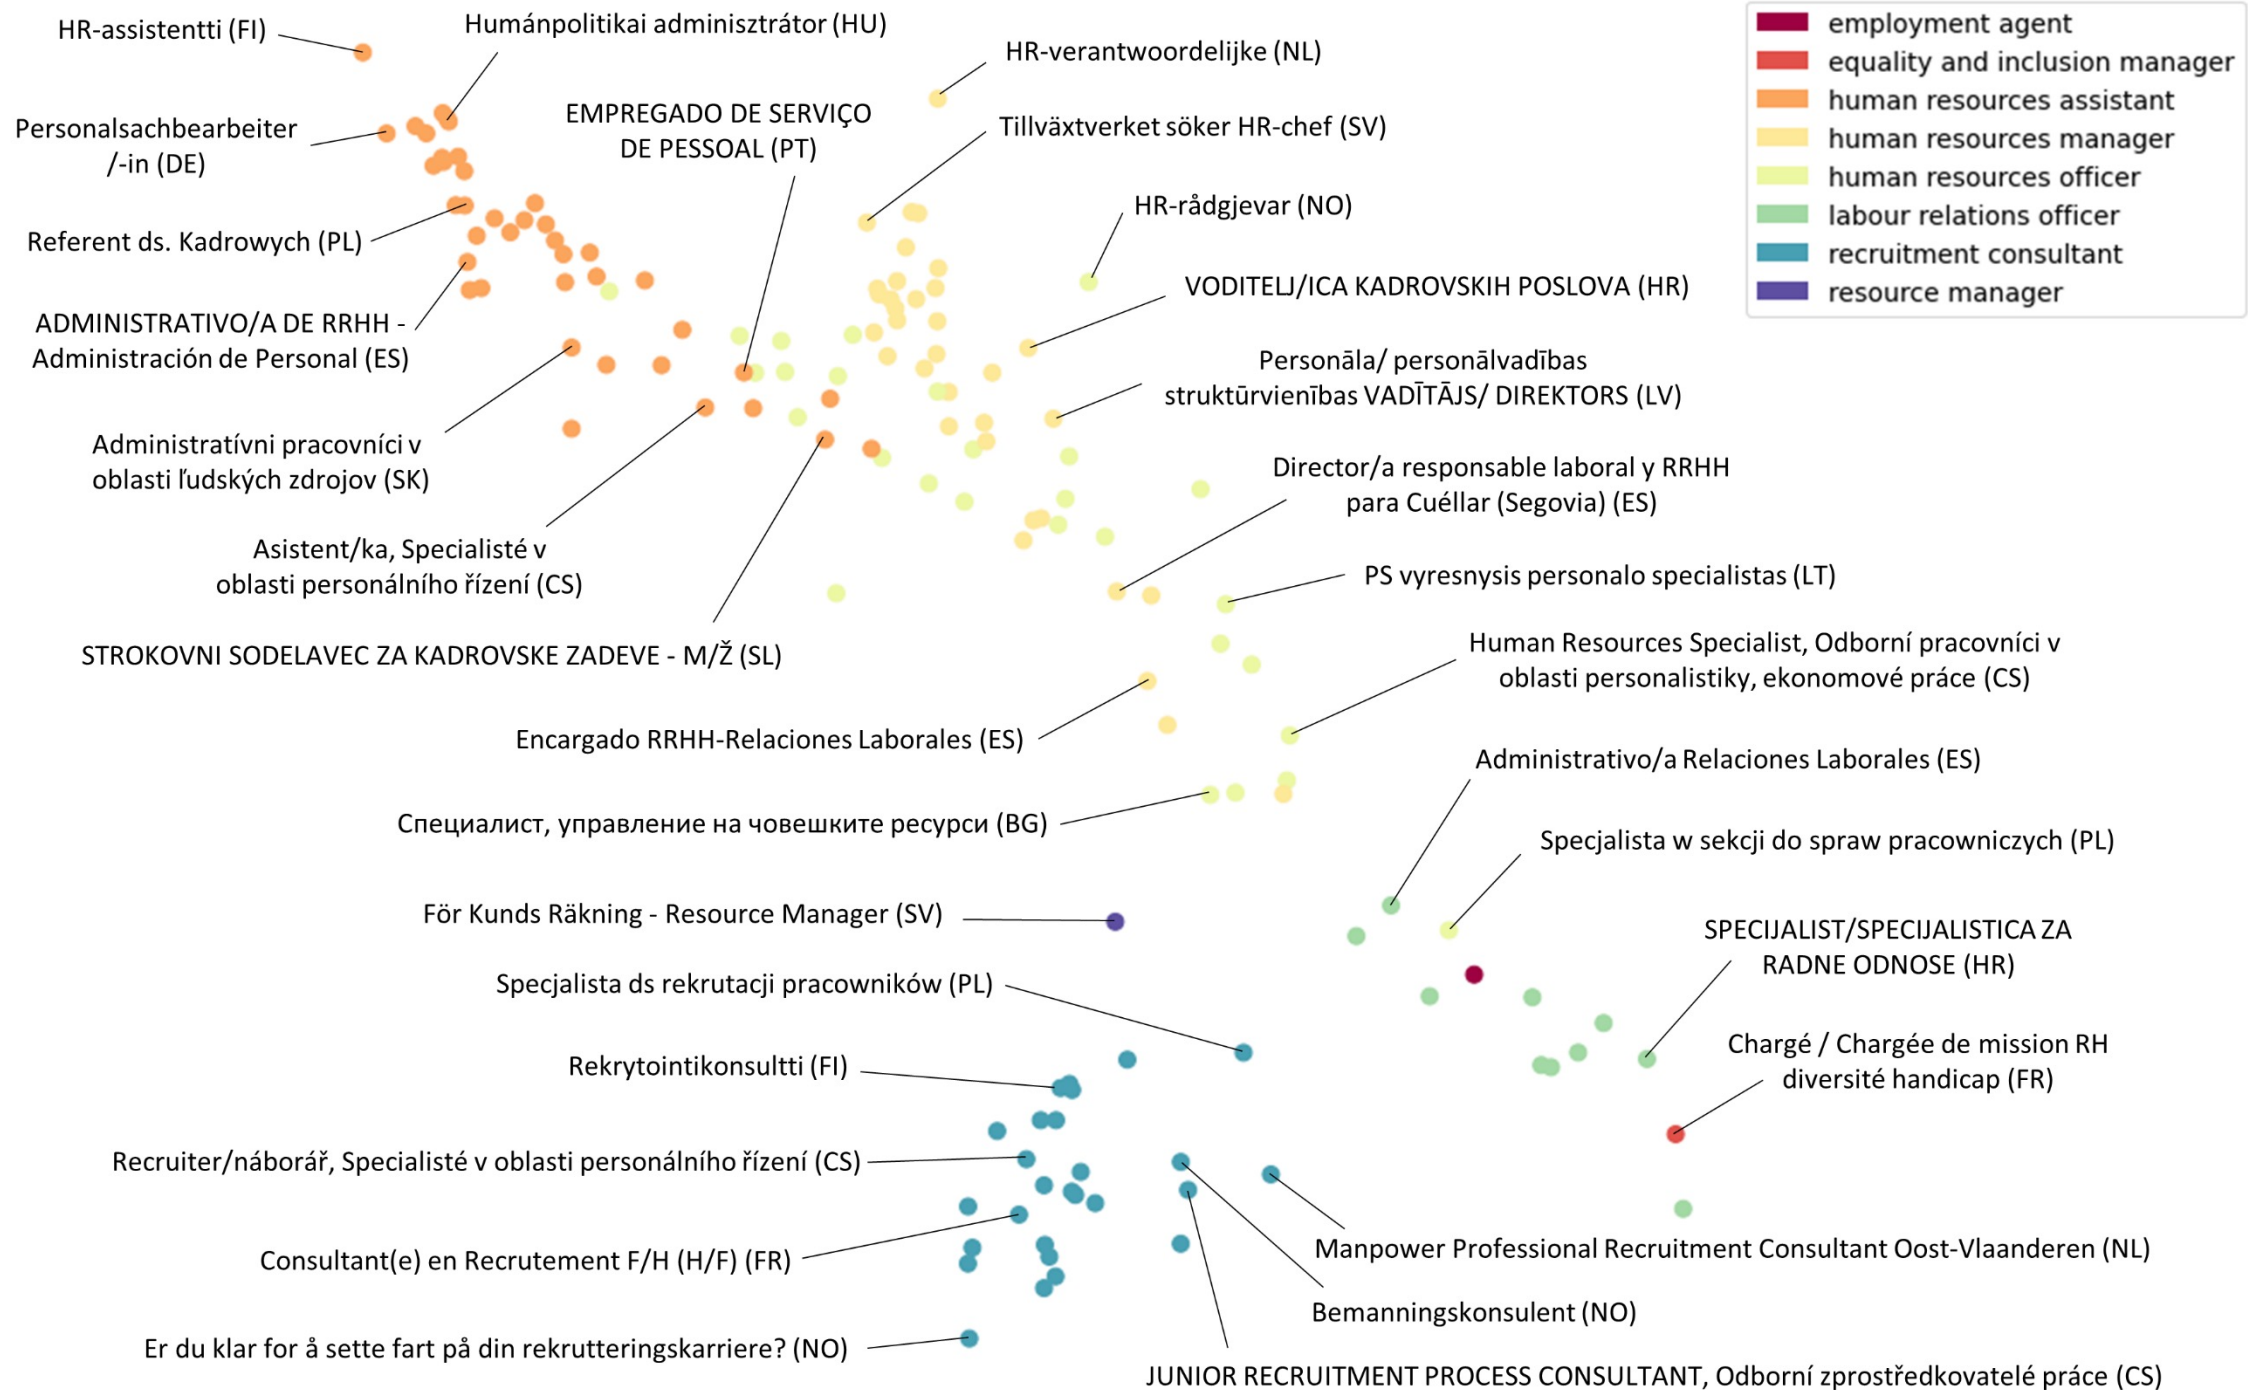 HR-assistentti (FI)
Humánpolitikai adminisztrátor (HU)
HR-verantwoordelijke (NL)
employment agent
equality and inclusion manager
human resources assistant
human resources manager
human resources officer
labour relations officer
recruitment consultant
resource manager
Personalsachbearbeiter
/-in (DE)
EMPREGADO DE SERVIÇO
DE PESSOAL (PT)
Tillväxtverket söker HR-chef (SV)
HR-rådgjevar (NO)
Referent ds. Kadrowych (PL)
VODITELJ/ICA KADROVSKIH POSLOVA (HR)
ADMINISTRATIVO/A DE RRHH -
Administración de Personal (ES)
Personāla/ personālvadības
struktūrvienības VADĪTĀJS/ DIREKTORS (LV)
Administratívni pracovníci v
oblasti ľudských zdrojov (SK)
Director/a responsable laboral y RRHH
para Cuéllar (Segovia) (ES)
Asistent/ka, Specialisté v
oblasti personálního řízení (CS)
PS vyresnysis personalo specialistas (LT)
STROKOVNI SODELAVEC ZA KADROVSKE ZADEVE - M/Ž (SL)
Human Resources Specialist, Odborní pracovníci v
oblasti personalistiky, ekonomové práce (CS)
Encargado RRHH-Relaciones Laborales (ES)
Administrativo/a Relaciones Laborales (ES)
Специалист, управление на човешките ресурси (BG)
Specjalista w sekcji do spraw pracowniczych (PL)
För Kunds Räkning - Resource Manager (SV)
SPECIJALIST/SPECIJALISTICA ZA
RADNE ODNOSE (HR)
Specjalista ds rekrutacji pracowników (PL)
Chargé / Chargée de mission RH
diversité handicap (FR)
Rekrytointikonsultti (FI)
Recruiter/náborář, Specialisté v oblasti personálního řízení (CS)
Consultant(e) en Recrutement F/H (H/F) (FR)
Manpower Professional Recruitment Consultant Oost-Vlaanderen (NL)
Bemanningskonsulent (NO)
Er du klar for å sette fart på din rekrutteringskarriere? (NO)
JUNIOR RECRUITMENT PROCESS CONSULTANT, Odborní zprostředkovatelé práce (CS)